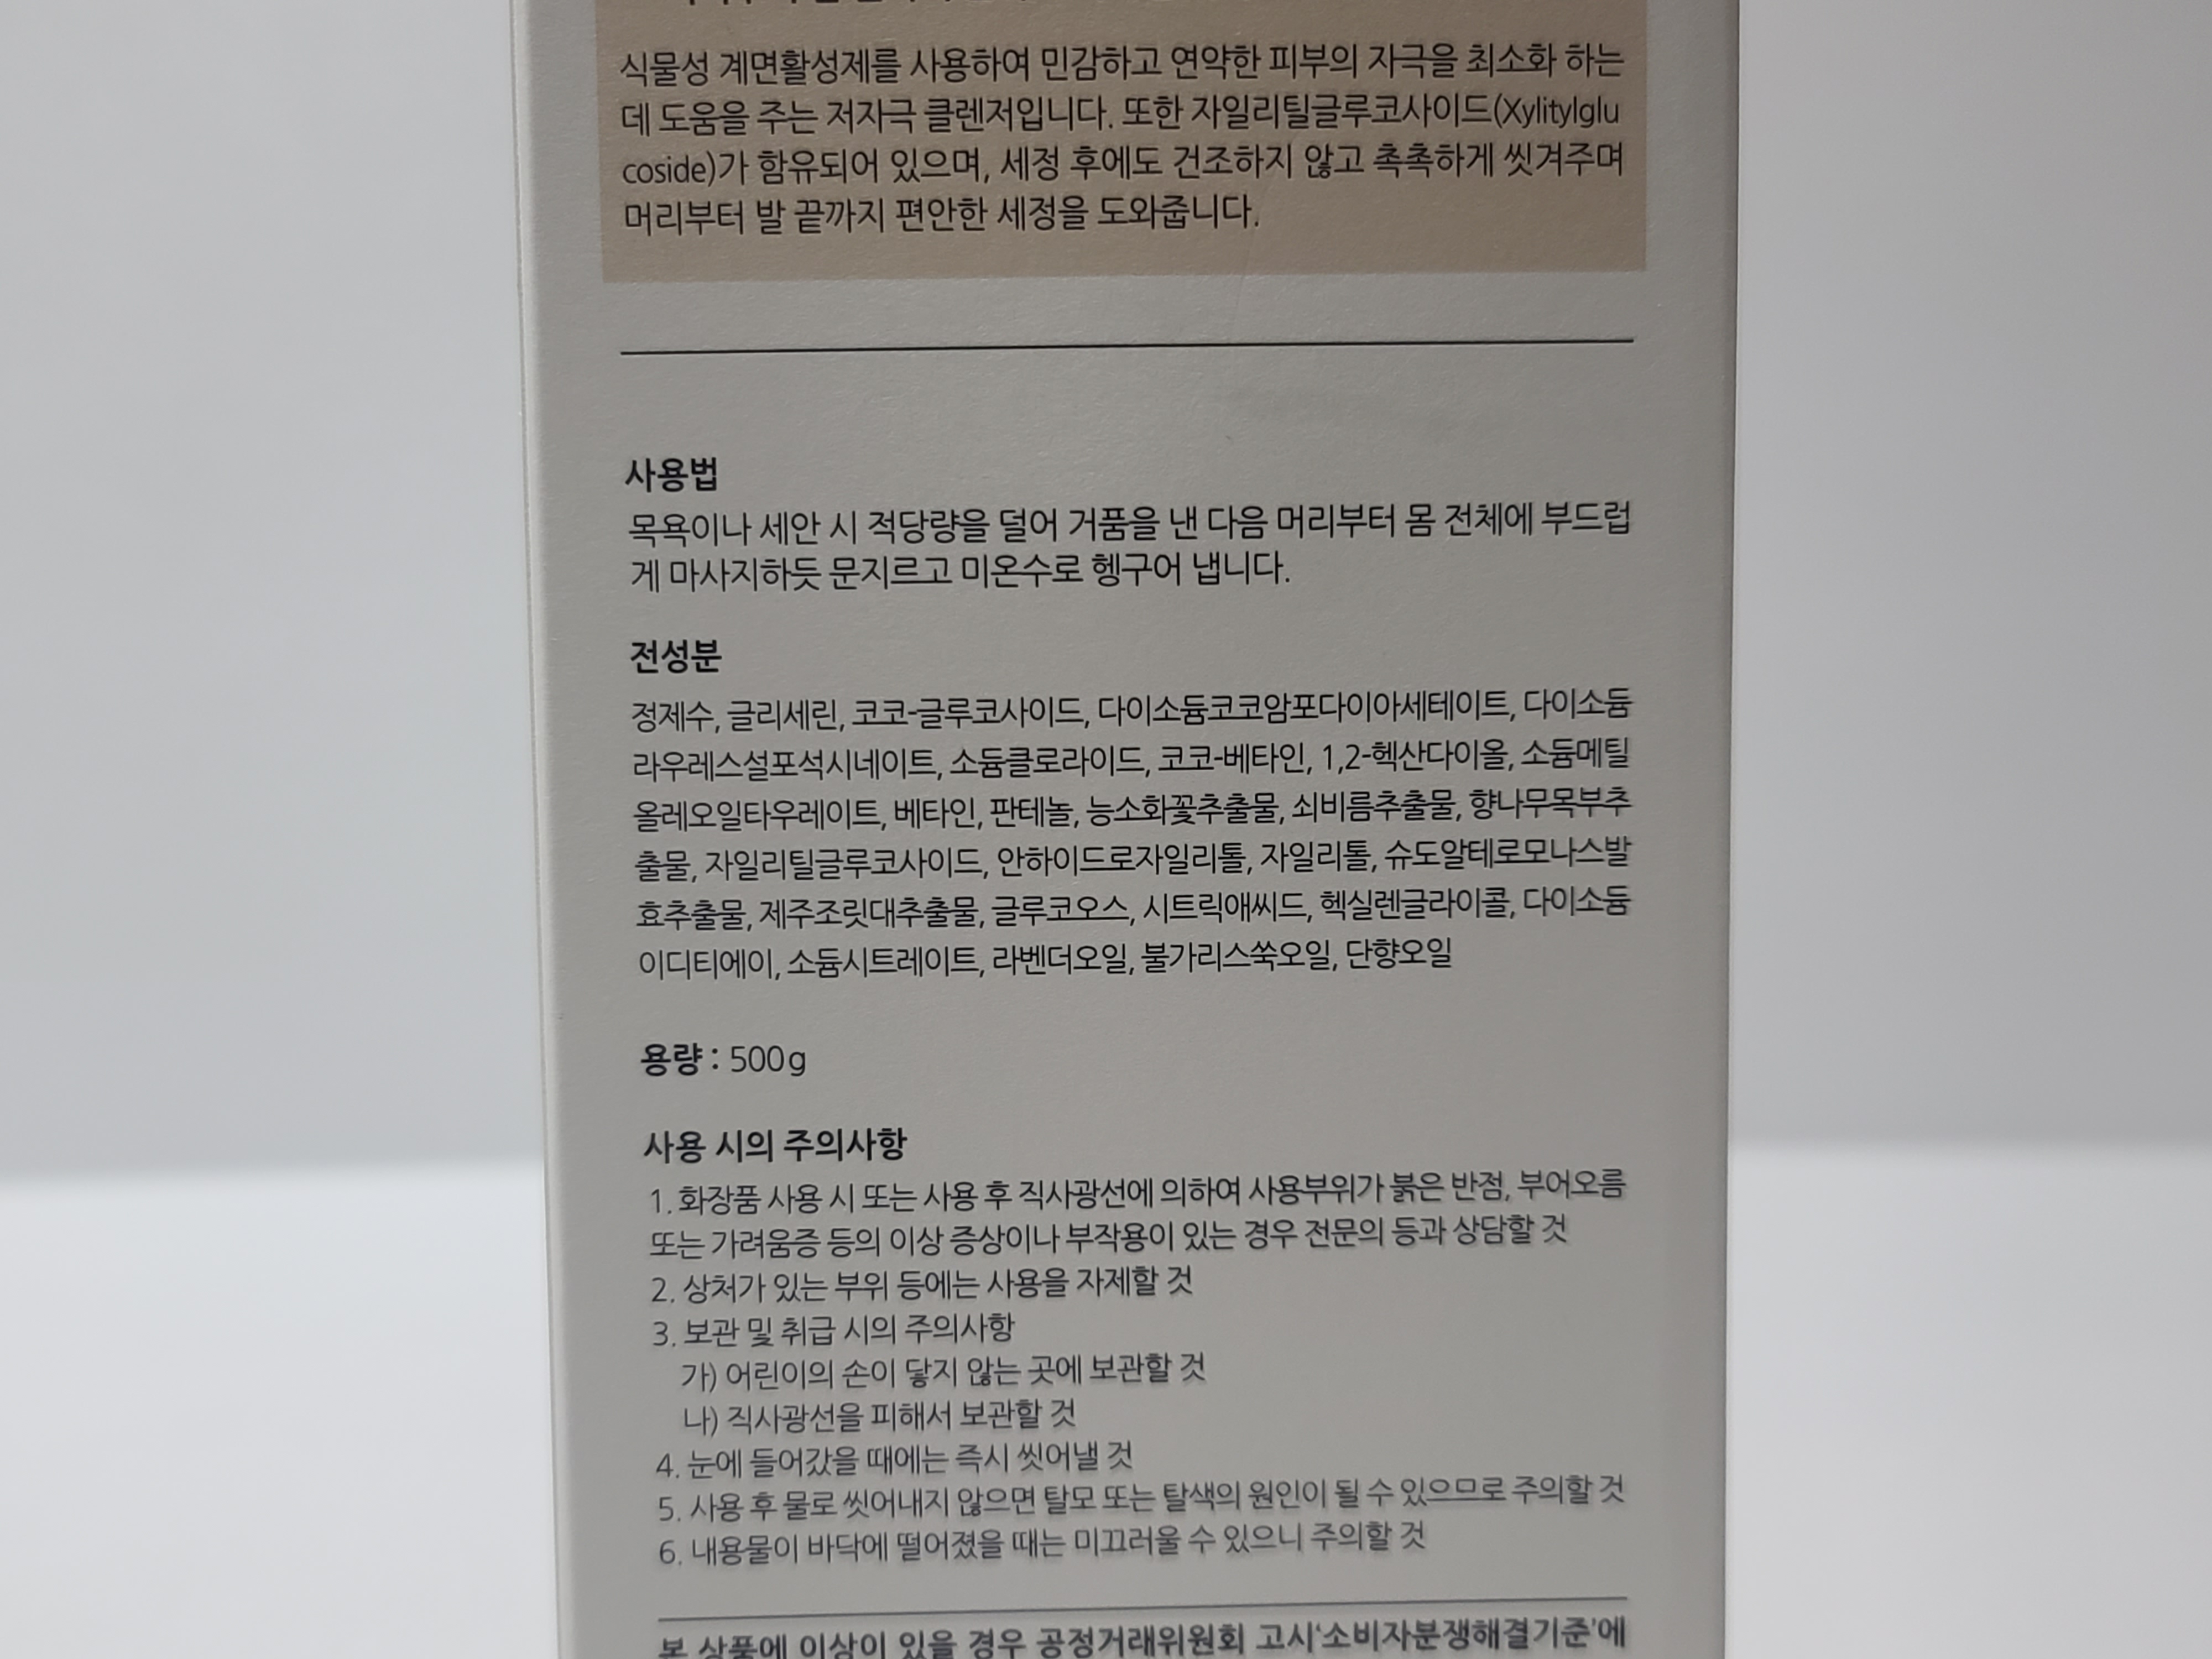 식물성 계면활성제를 사용하여 민감하고 연약한 피부의 자극을 최소화 하는
데 도움을 주는 저자극 클렌저입니다. 또한 자일리틸글루코사이드(Xylitylglu
coside)가 함유되어 있으며, 세정 후에도 건조하지 않고 촉촉하게 씻겨주며
머리부터 발 끝까지 편안한 세정을 도와줍니다.
사용법
목욕이나 세안 시 적당량을 덜어 거품을 낸 다음 머리부터 몸 전체에 부드럽
게 마사지하듯 문지르고 미온수로 헹구어 냅니다.
전성분
정제수, 글리세린, 코코-글루코사이드, 다이소듐코코암포다이아세테이트, 다이소듐
라우레스설포석시네이트, 소듐클로라이드, 코코-베타인, 1,2-헥산다이올, 소듐메틸
올레오일타우레이트, 베타인, 판테놀, 능소화꽃추출물, 쇠비름추출물, 향나무목부추
출물, 자일리틸글루코사이드, 안하이드로자일리톨, 자일리톨, 슈도알테로모나스발
효추출물, 제주조릿대추출물, 글루코오스, 시트릭애씨드, 헥실렌글라이콜, 다이소듐
이디티에이, 소듐시트레이트, 라벤더오일, 불가리스쑥오일, 단향오일
용량 : 500g
사용 시의 주의사항
1. 화장품 사용 시 또는 사용 후 직사광선에 의하여 사용부위가 붉은 반점, 부어오름
또는 가려움증 등의 이상 증상이나 부작용이 있는 경우 전문의 등과 상담할 것
2. 상처가 있는 부위 등에는 사용을 자제할 것
3. 보관 및 취급 시의 주의사항
가) 어린이의 손이 닿지 않는 곳에 보관할 것
나) 직사광선을 피해서 보관할 것
4. 눈에 들어갔을 때에는 즉시 씻어낼 것
5. 사용 후 물로 씻어내지 않으면 탈모 또는 탈색의 원인이 될 수 있으므로 주의할 것
6. 내용물이 바닥에 떨어졌을 때는 미끄러울 수 있으니 주의할 것
본 상품에 이상이 있을 경우 공정거래위원회 고시'소비자분쟁해결기준'에